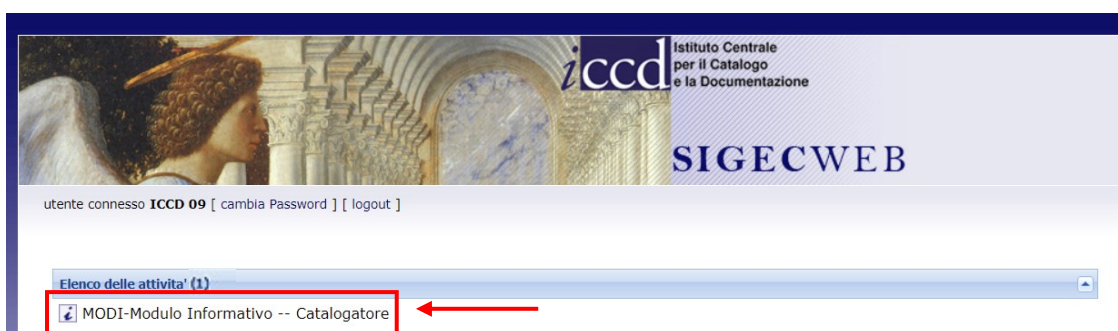 iccd
Istituto Centrale
per il Catalogo
e la Documentazione
SIGECWEB
utente connesso ICCD 09 [ cambia Password ] [ logout ]
Elenco delle attivita' (1)
i MODI-Modulo Informativo -- Catalogatore